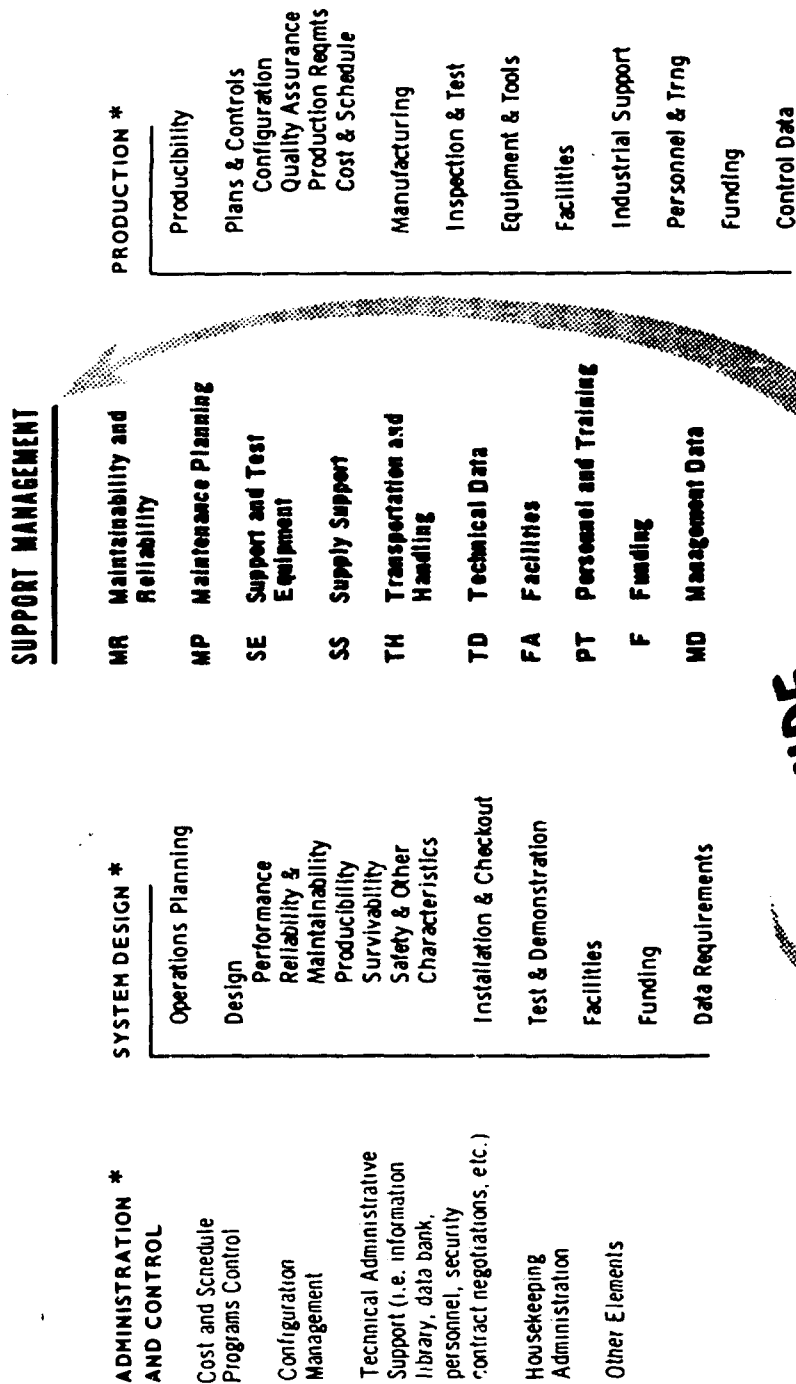 ADMINISTRATION *
AND CONTROL
Cost and Schedule
Programs Control
Configuration
Management
Technical Administrative
Support (i.e. information
library, data bank,
personnel, security
contract negotiations, etc.)
Housekeeping
Administration
Other Elements
SYSTEM DESIGN *
Operations Planning
Design
Performance
Reliability &
Maintainability
Producibility
Survivability
Safety & Other
Characteristics
Installation & Checkout
Test & Demonstration
Facilities
Funding
Data Requirements
SUPPORT MANAGEMENT
MR Maintainability and
Reliability
MP Maintenance Planning
SE Support and Test
Equipment
SS Supply Support
TH Transportation and
Handling
TD Technical Data
FA Facilities
PT Personnel and Training
F Funding
MD Management Data
PRODUCTION *
Producibility
Plans & Controls
Configuration
Quality Assurance
Production Reqmts
Cost & Schedule
Manufacturing
Inspection & Test
Equipment & Tools
Facilities
Industrial Support
Personnel & Trng
Funding
Control Data